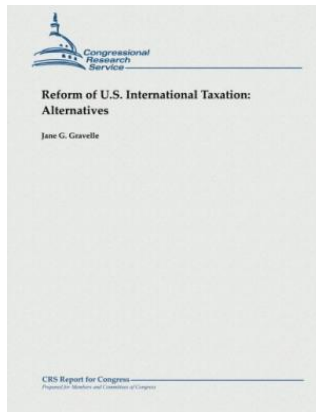 Congressional
Research
Service
Reform of U.S. International Taxation:
Alternatives
Jane G. Gravelle
CRS Report for Congress
Prepared for Members and Committees of Congress